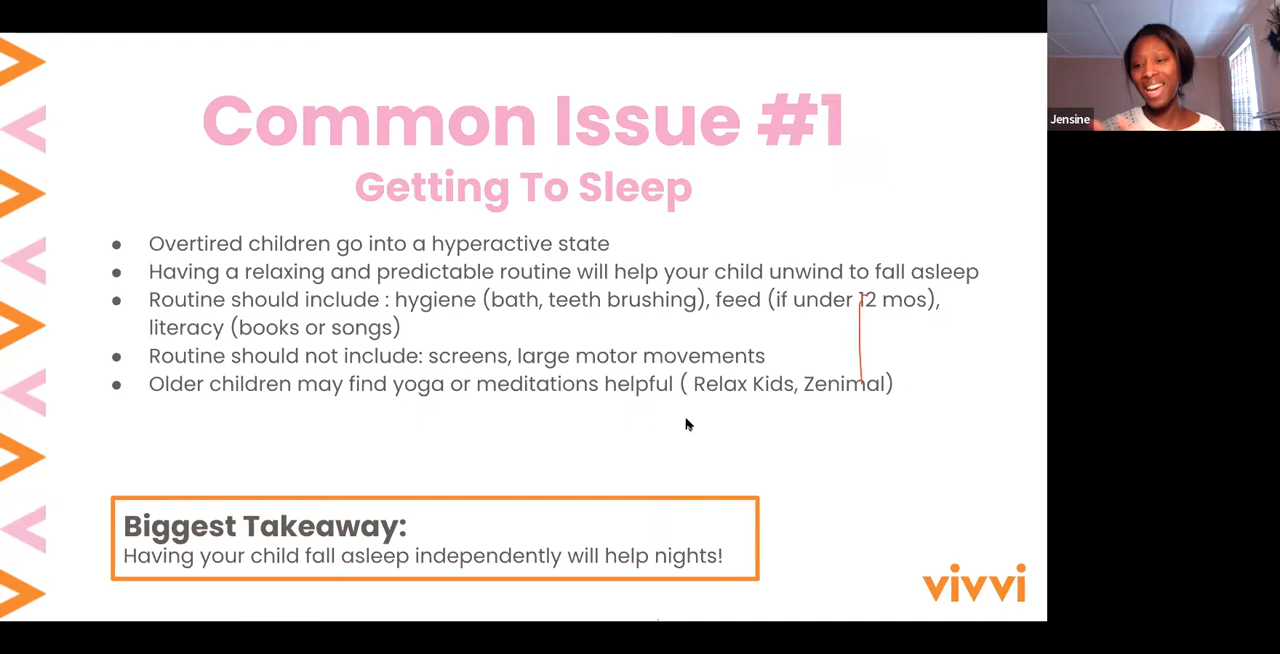 Common Issue #1
Getting To Sleep
● Overtired children go into a hyperactive state
● Having a relaxing and predictable routine will help your child unwind to fall asleep
● Routine should include : hygiene (bath, teeth brushing), feed (if under 12 mos),
literacy (books or songs)
● Routine should not include: screens, large motor movements
● Older children may find yoga or meditations helpful ( Relax Kids, Zenimal)
Biggest Takeaway:
Having your child fall asleep independently will help nights!
vivvi
Jensine